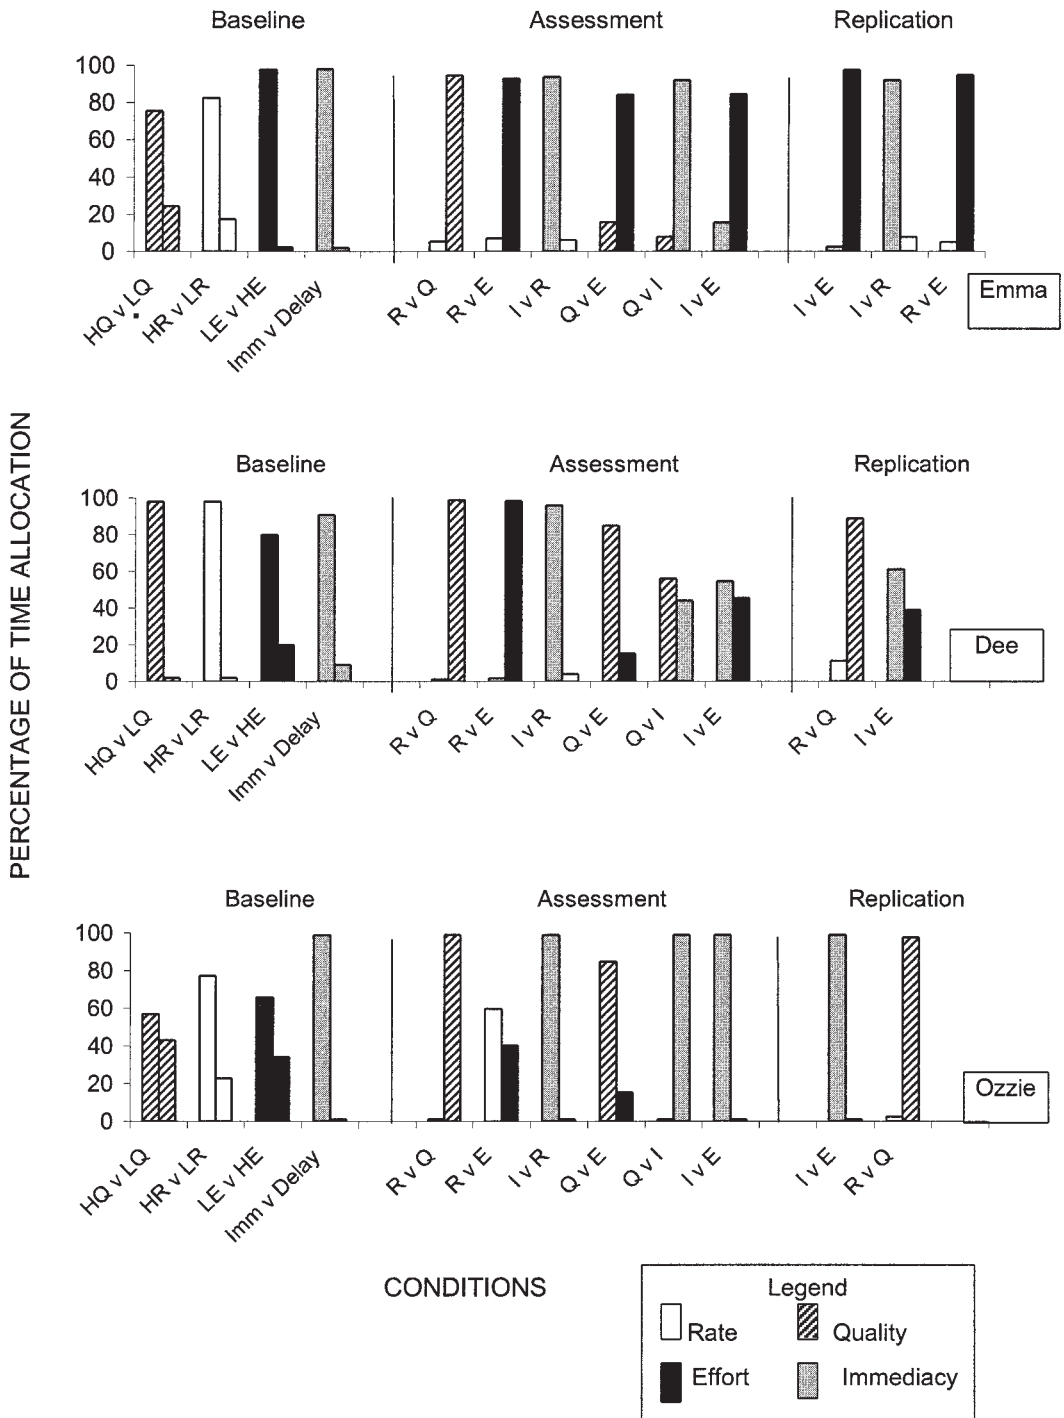 Baseline Assessment Replication
100
80
60
40
20
0
HQ v LQ HR v LR LE v HE Imm v Delay R v Q R v E I v R Q v E Q v I I v E I v E I v R R v E
Emma
PERCENTAGE OF TIME ALLOCATION
Baseline Assessment Replication
100
80
60
40
20
0
HQ v LQ HR v LR LE v HE Imm v Delay R v Q R v E I v R Q v E Q v I I v E R v Q I v E
Dee
Baseline Assessment Replication
100
80
60
40
20
0
HQ v LQ HR v LR LE v HE Imm v Delay R v Q R v E I v R Q v E Q v I I v E I v E R v Q
Ozzie
CONDITIONS
Legend
Rate Quality
Effort Immediacy